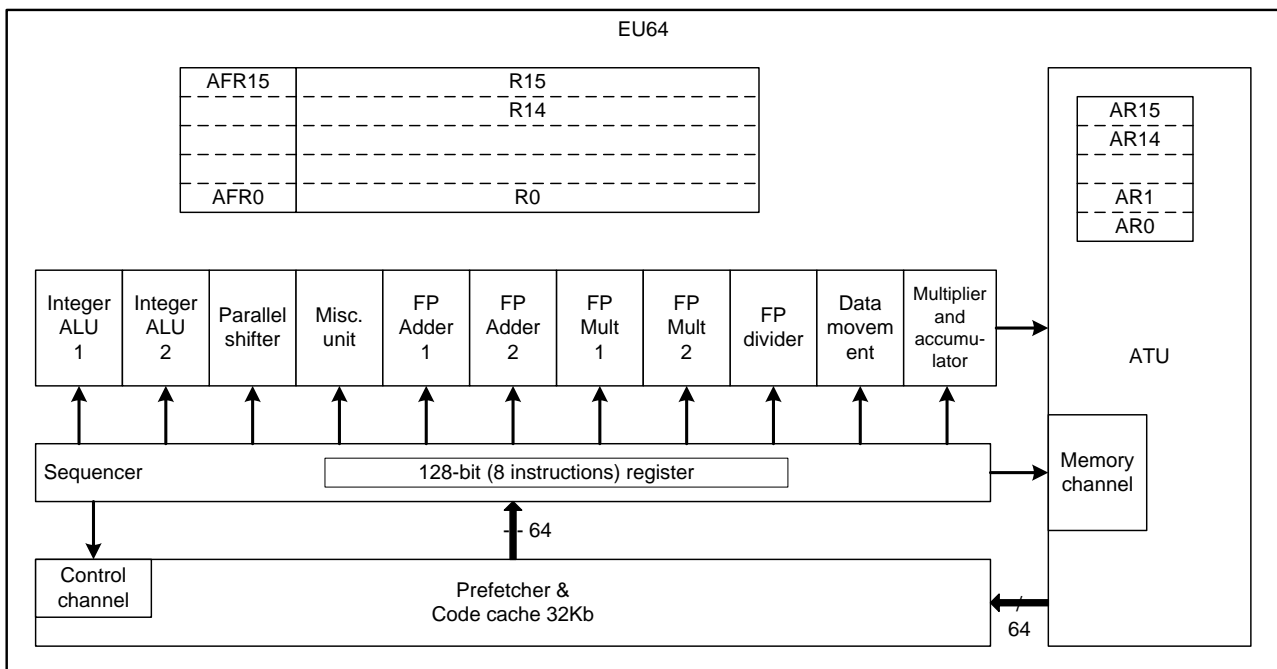 EU64
AFR15
R15
R14
AFR0
R0
AR15
AR14
AR1
AR0
ATU
Integer
ALU
1
Integer
ALU
2
Parallel
shifter
Misc.
unit
FP
Adder
1
FP
Adder
2
FP
Mult
1
FP
Mult
2
FP
divider
Data
movem
ent
Multiplier
and
accumu-
lator
Sequencer
128-bit (8 instructions) register
Memory
channel
64
Control
channel
Prefetcher &
Code cache 32Kb
64